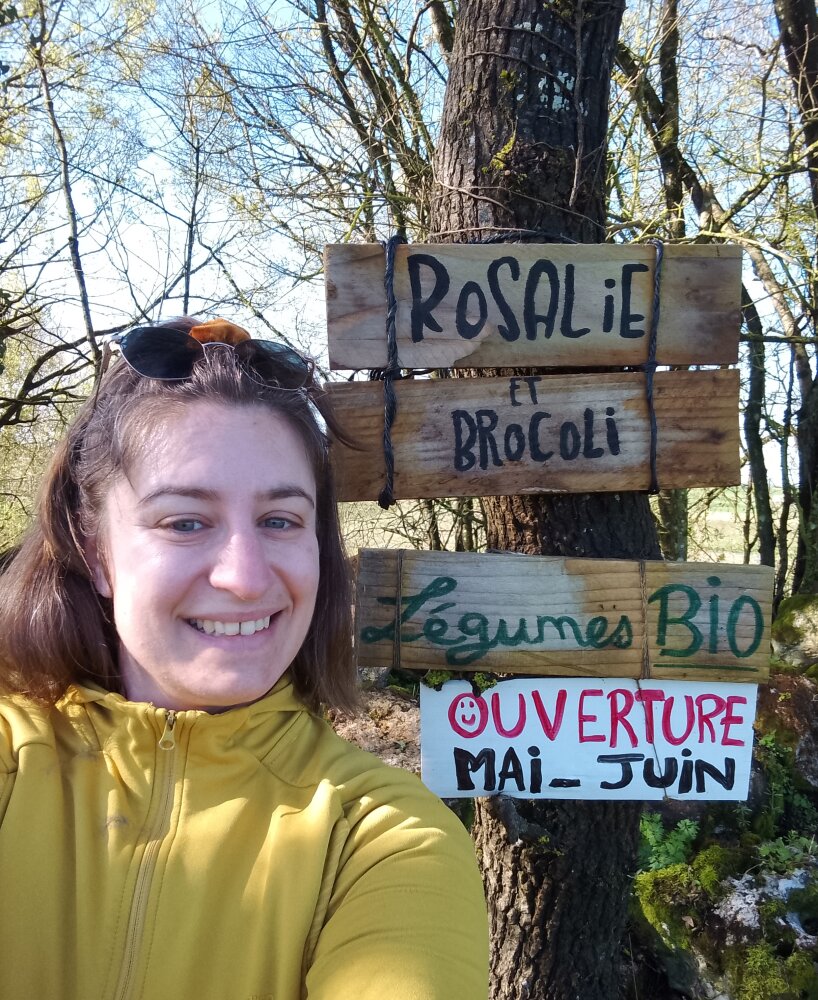 ROSALiE
ET
BROCOLi
Légumes BiO
OUVERTURE
MAi_JUiN